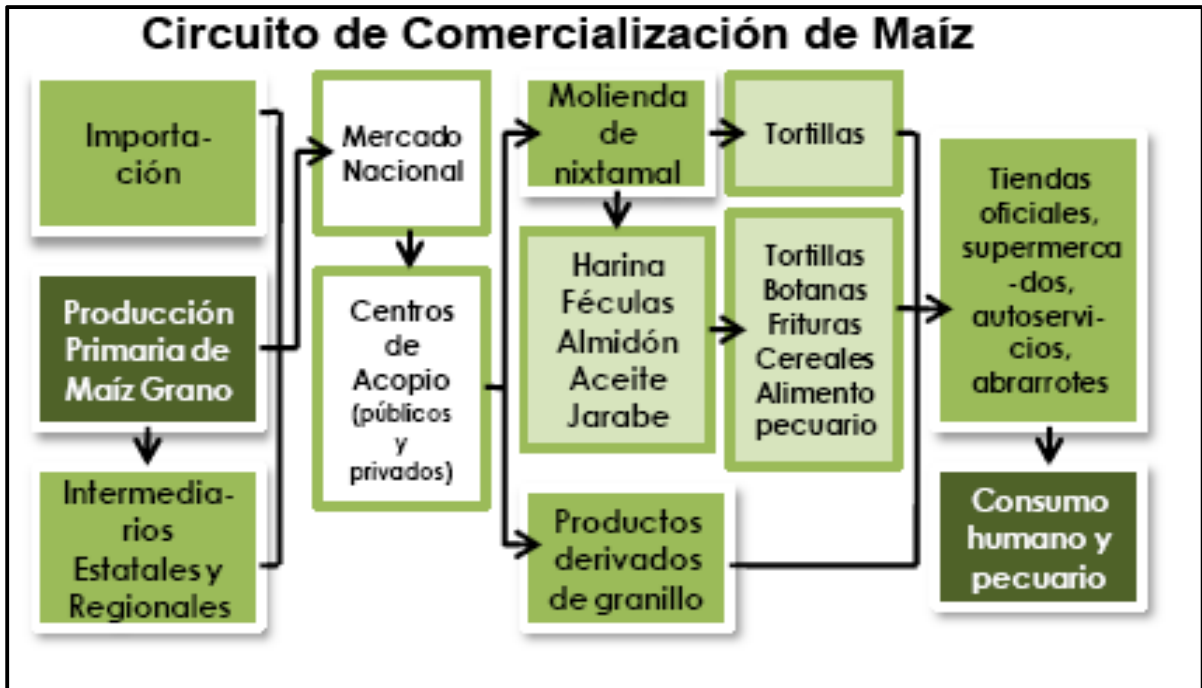 Circuito de Comercialización de Maíz
Importa-
ción
Producción
Primaria de
Maíz Grano
Intermedia-
rios
Estatales y
Regionales
Mercado
Nacional
Centros
de
Acopio
(públicos
y
privados)
Molienda
de
nixtamal
Harina
Féculas
Almidón
Aceite
Jarabe
Productos
derivados
de granillo
Tortillas
Tortillas
Botanas
Frituras
Cereales
Alimento
pecuario
Tiendas
oficiales,
supermerca
-dos,
autoservi-
cios,
abrarrotes
Consumo
humano y
pecuario